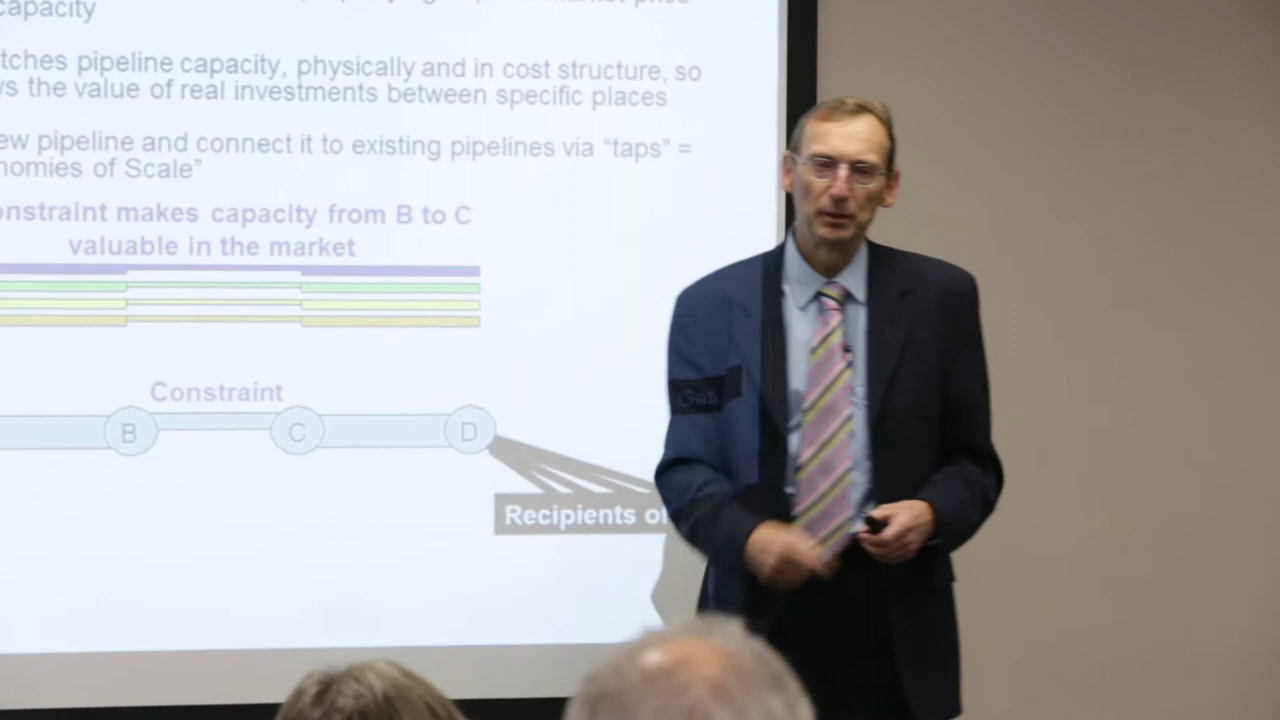 capacity
tches pipeline capacity, physically and in cost structure, so
s the value of real investments between specific places
ew pipeline and connect it to existing pipelines via "taps" =
nomies of Scale"
onstraint makes capacity from B to C
valuable in the market
Constraint
B
C
D
Gas
Recipients of